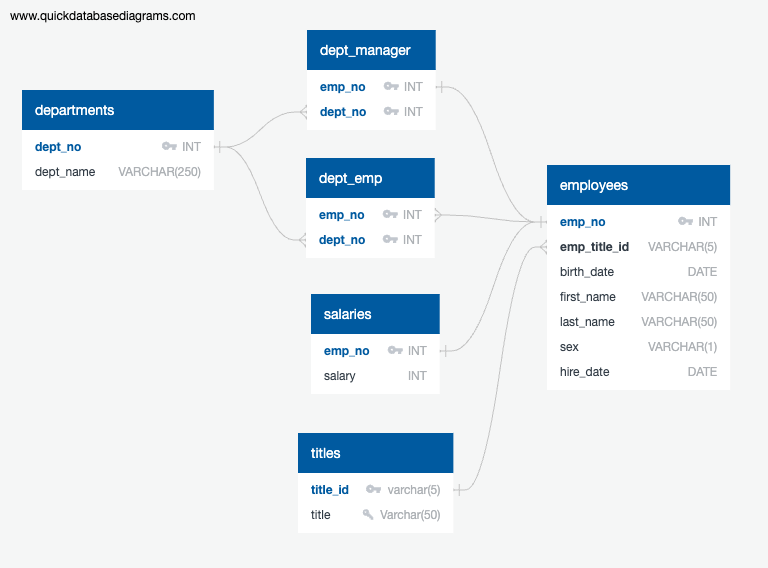 www.quickdatabasediagrams.com
departments
dept_no INT
dept_name VARCHAR(250)
dept_manager
emp_no INT
dept_no INT
dept_emp
emp_no INT
dept_no INT
salaries
emp_no INT
salary INT
titles
title_id varchar(5)
title Varchar(50)
employees
emp_no INT
emp_title_id VARCHAR(5)
birth_date DATE
first_name VARCHAR(50)
last_name VARCHAR(50)
sex VARCHAR(1)
hire_date DATE